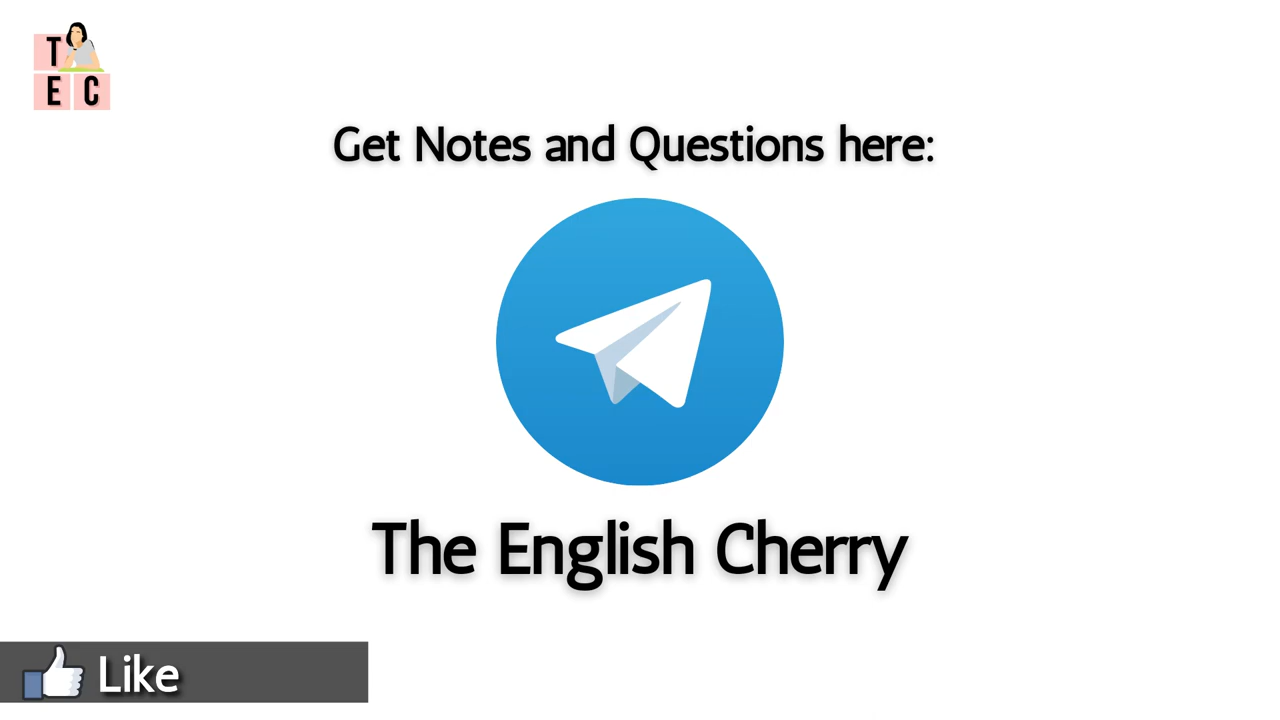 T
E C
Get Notes and Questions here:
The English Cherry
Like